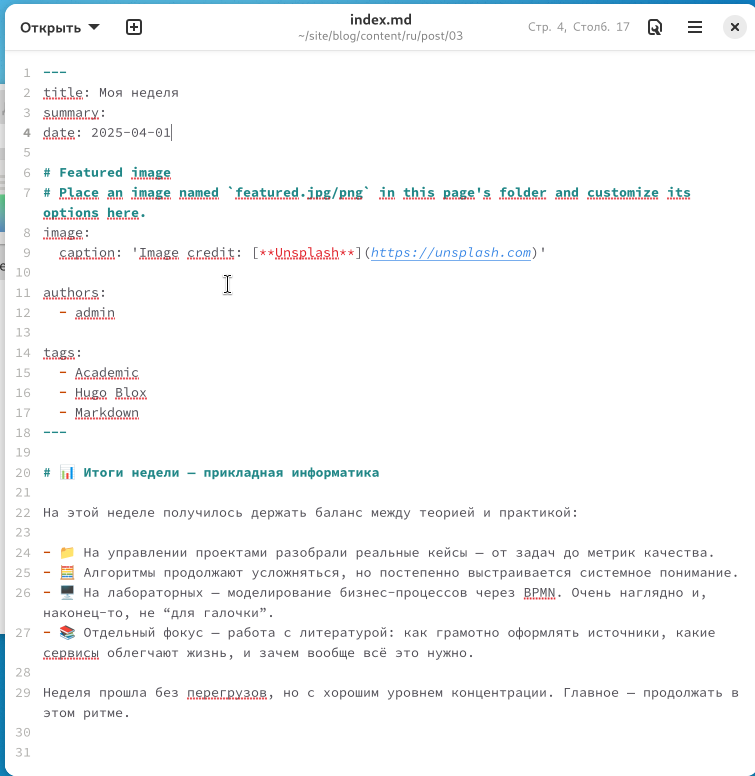 Открыть
index.md
~/site/blog/content/ru/post/03
Стр. 4, Столб. 17
1 ---
2 title: Моя неделя
3 summary:
4 date: 2025-04-01
5
6 # Featured image
7 # Place an image named `featured.jpg/png` in this page's folder and customize its
options here.
8 image:
9   caption: 'Image credit: [**Unsplash**](https://unsplash.com)'
10
11 authors:
12   - admin
13
14 tags:
15   - Academic
16   - Hugo Blox
17   - Markdown
18 ---
19
20 # 📊 Итоги недели — прикладная информатика
21
22 На этой неделе получилось держать баланс между теорией и практикой:
23
24 - 📁 На управлении проектами разобрали реальные кейсы — от задач до метрик качества.
25 - 🧮 Алгоритмы продолжают усложняться, но постепенно выстраивается системное понимание.
26 - 🖥️ На лабораторных — моделирование бизнес-процессов через BPMN. Очень наглядно и,
наконец-то, не “для галочки”.
27 - 📚 Отдельный фокус — работа с литературой: как грамотно оформлять источники, какие
сервисы облегчают жизнь, и зачем вообще всё это нужно.
28
29 Неделя прошла без перегрузов, но с хорошим уровнем концентрации. Главное — продолжать в
этом ритме.
30
31